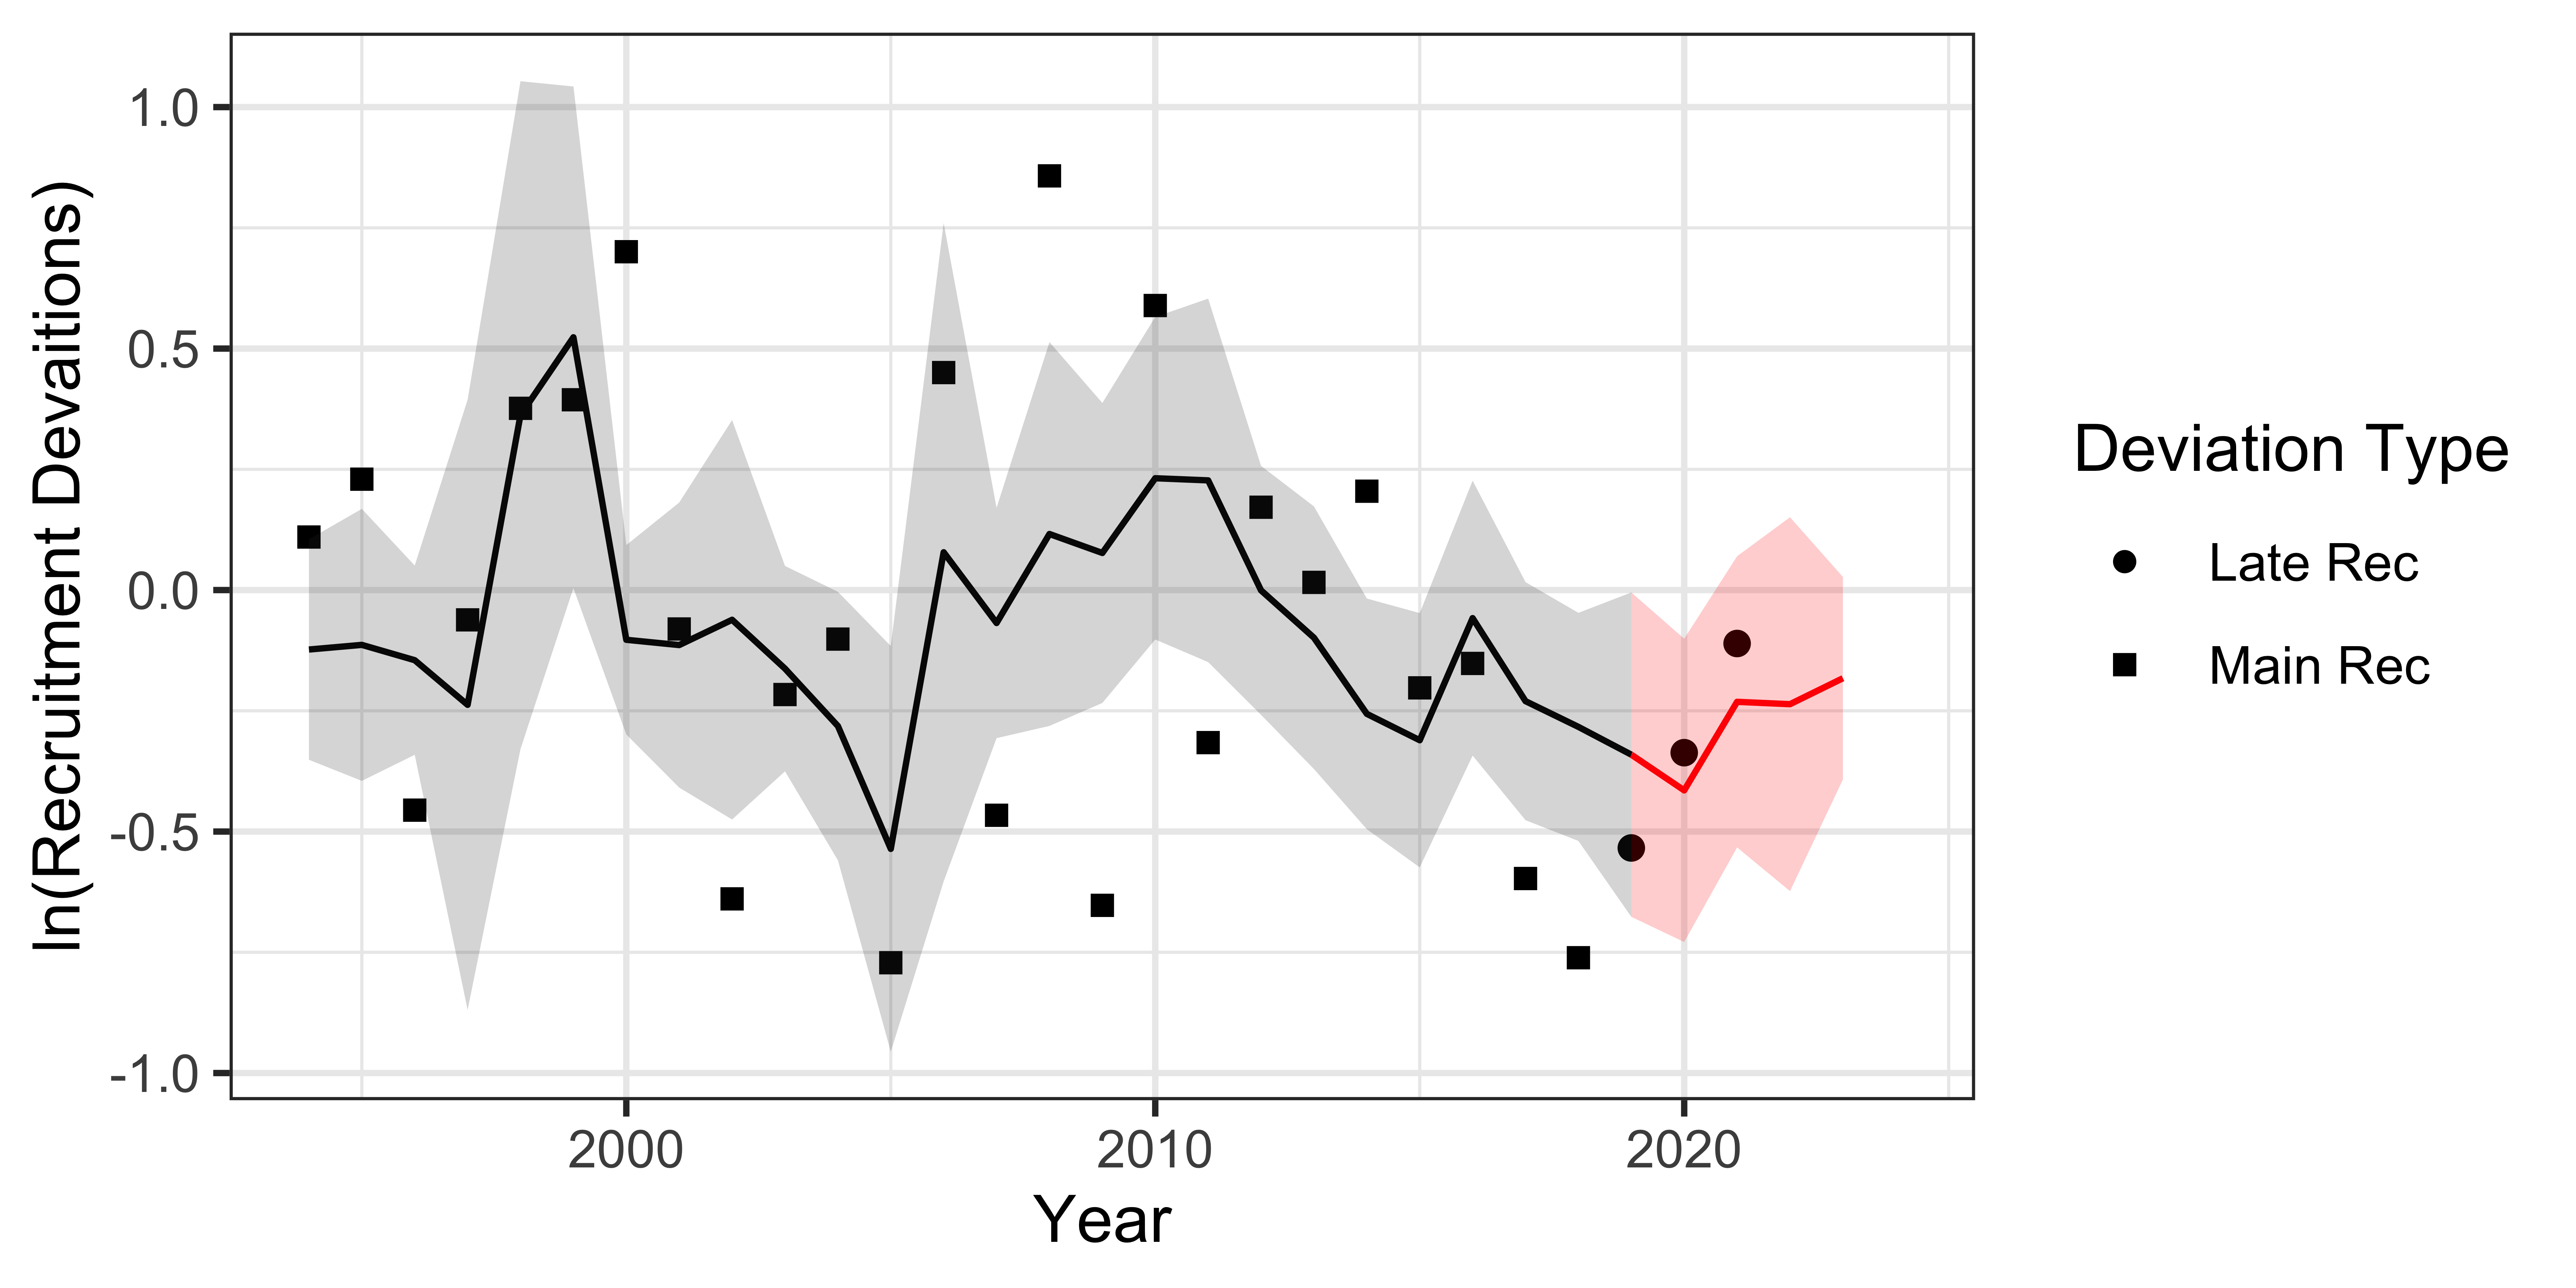 ln(Recruitment Devaitions)
1.0
0.5
0.0
-0.5
-1.0
2000 2010 2020
Year
Deviation Type
Late Rec
Main Rec